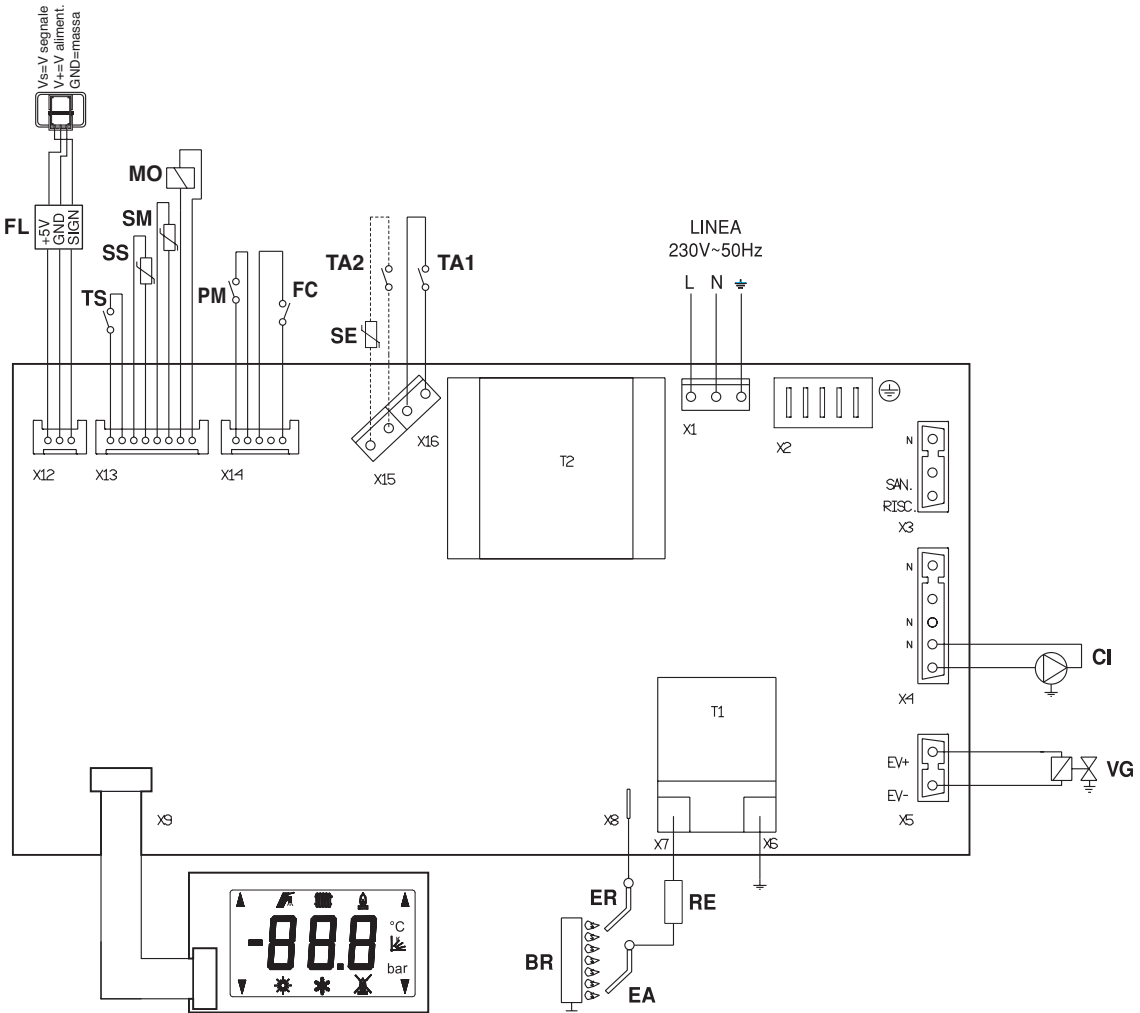 Vs=V segnale
V+=V aliment.
GND=massa
MO
SM
FL
+5V
GND
SIGN
SS
TS
PM
FC
TA2
TA1
SE
LINEA
230V~50Hz
L N
X12
X13
X14
X15
X16
T2
X1
X2
N
SAN.
RISC.
X3
N
N
N
X4
CI
T1
EV+
EV-
X5
VG
X9
X8
X7
X6
ER
RE
BR
EA
-88.8
°C
bar